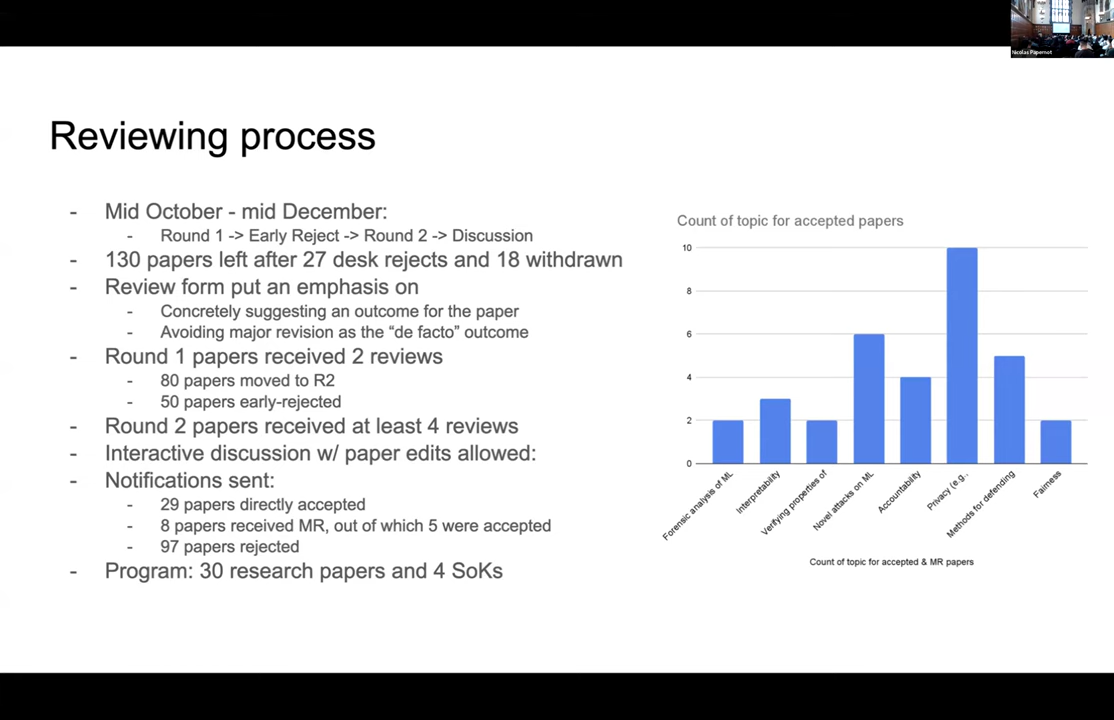 Nicolas Papernot
Reviewing process
- Mid October - mid December:
- Round 1 -> Early Reject -> Round 2 -> Discussion
- 130 papers left after 27 desk rejects and 18 withdrawn
- Review form put an emphasis on
- Concretely suggesting an outcome for the paper
- Avoiding major revision as the “de facto” outcome
- Round 1 papers received 2 reviews
- 80 papers moved to R2
- 50 papers early-rejected
- Round 2 papers received at least 4 reviews
- Interactive discussion w/ paper edits allowed:
- Notifications sent:
- 29 papers directly accepted
- 8 papers received MR, out of which 5 were accepted
- 97 papers rejected
- Program: 30 research papers and 4 SoKs
Count of topic for accepted papers
10
8
6
4
2
0
Forensic analysis of ML
Interpretability
Verifying properties of
Novel attacks on ML
Accountability
Privacy (e.g.,
Methods for defending
Fairness
Count of topic for accepted & MR papers